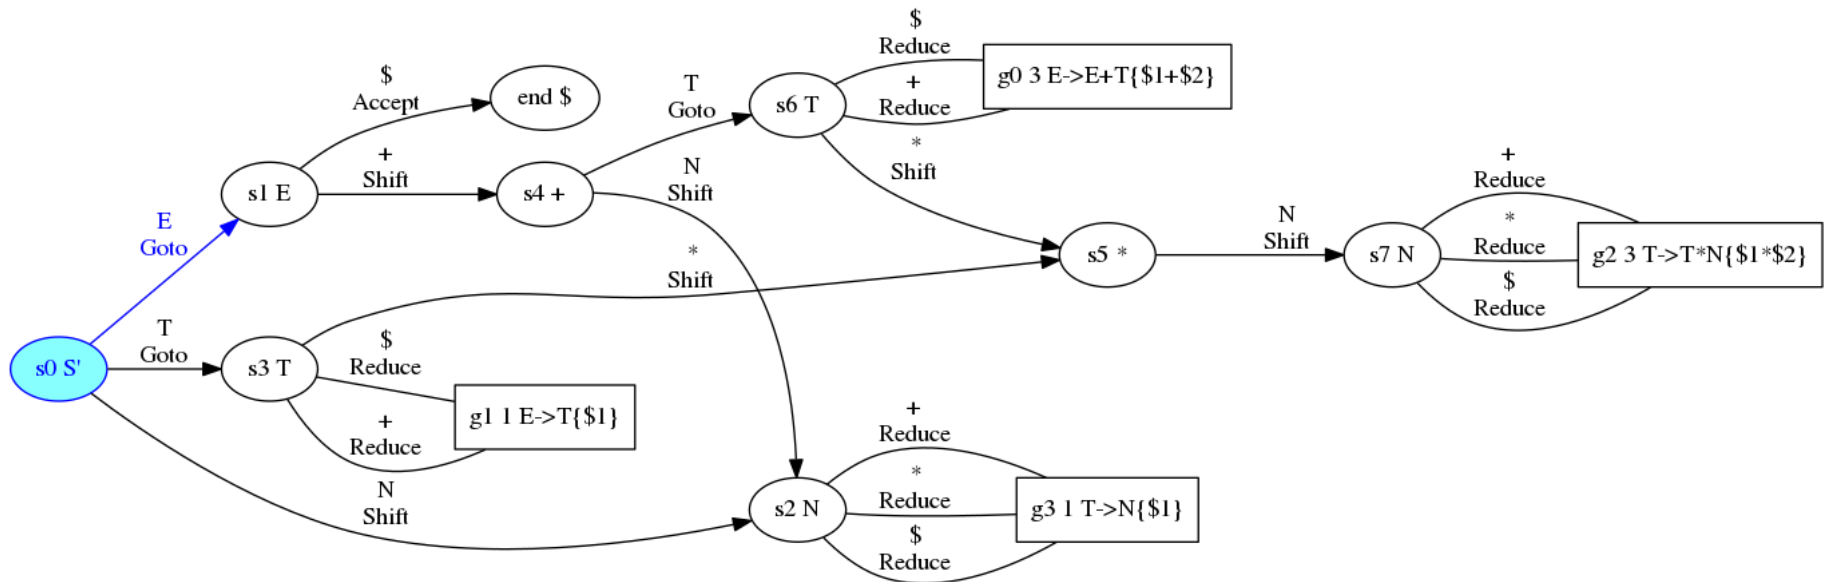 $
Reduce
g0 3 E->E+T{$1+$2}
+
Reduce
$
Accept
end $
T
Goto
s6 T
*
Shift
+
Shift
s1 E
s4 +
N
Shift
+
Reduce
E
Goto
*
Shift
s5 *
N
Shift
s7 N
*
Reduce
g2 3 T->T*N{$1*$2}
$
Reduce
s0 S'
T
Goto
s3 T
$
Reduce
g1 1 E->T{$1}
+
Reduce
N
Shift
+
Reduce
s2 N
*
Reduce
g3 1 T->N{$1}
$
Reduce